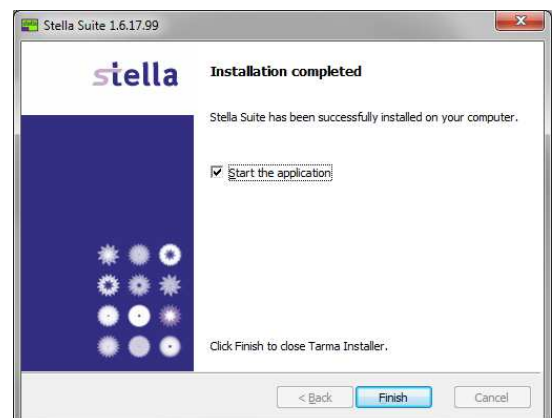 Stella Suite 1.6.17.99
stella
Installation completed
Stella Suite has been successfully installed on your computer.
Start the application
Click Finish to close Tarma Installer.
< Back
Finish
Cancel